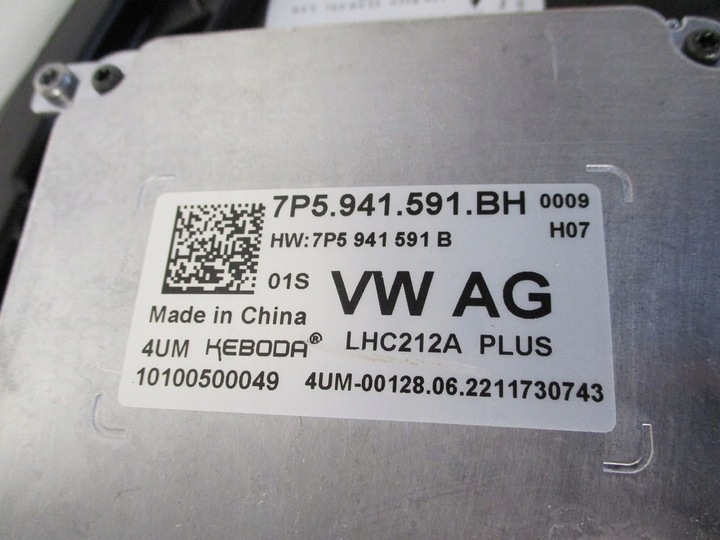 7P5.941.591.BH 0009
HW:7P5 941 591 B H07
01S VW AG
Made in China
4UM KEBODA® LHC212A PLUS
10100500049 4UM-00128.06.2211730743